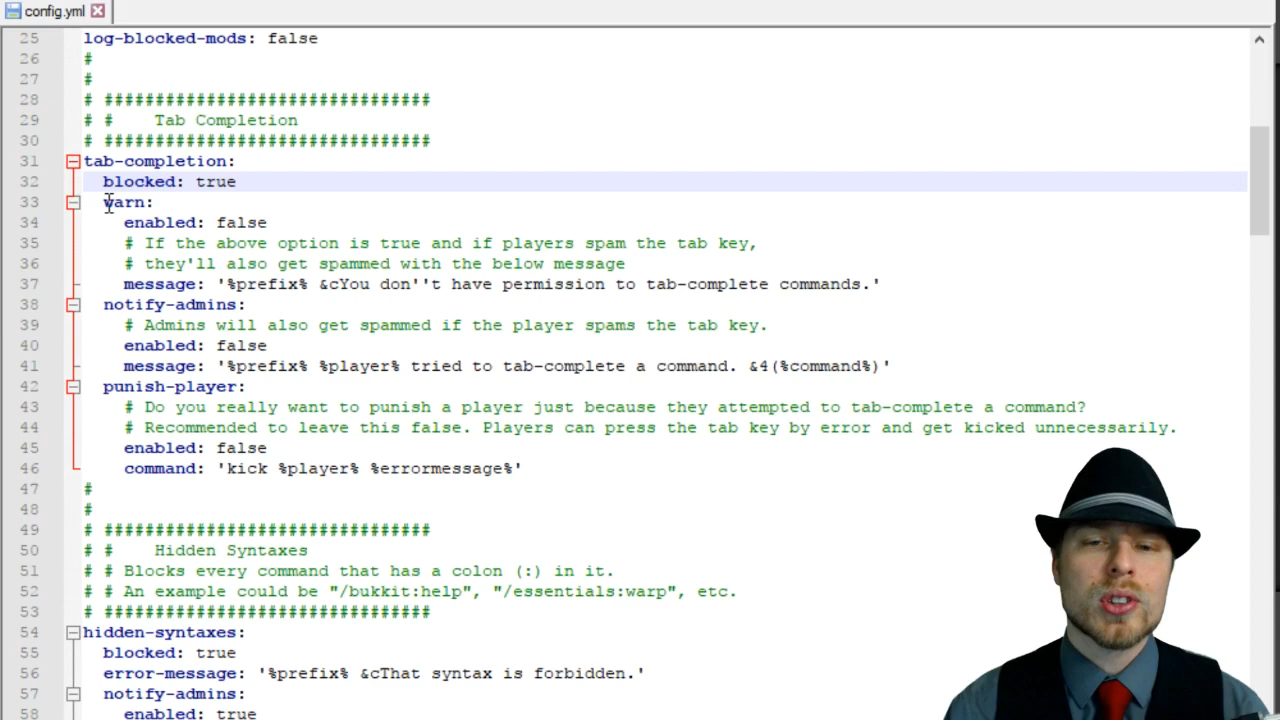 config.yml
25 log-blocked-mods: false
26 #
27 #
28 # ################################
29 # # Tab Completion
30 # ################################
31 tab-completion:
32 blocked: true
33 warn:
34 enabled: false
35 # If the above option is true and if players spam the tab key,
36 # they'll also get spammed with the below message
37 message: '%prefix% &cYou don''t have permission to tab-complete commands.'
38 notify-admins:
39 # Admins will also get spammed if the player spams the tab key.
40 enabled: false
41 message: '%prefix% %player% tried to tab-complete a command. &4(%command%)'
42 punish-player:
43 # Do you really want to punish a player just because they attempted to tab-complete a command?
44 # Recommended to leave this false. Players can press the tab key by error and get kicked unnecessarily.
45 enabled: false
46 command: 'kick %player% %errormessage%'
47 #
48 #
49 # ################################
50 # # Hidden Syntaxes
51 # # Blocks every command that has a colon (:) in it.
52 # # An example could be "/bukkit:help", "/essentials:warp", etc.
53 # ################################
54 hidden-syntaxes:
55 blocked: true
56 error-message: '%prefix% &cThat syntax is forbidden.'
57 notify-admins:
58 enabled: true